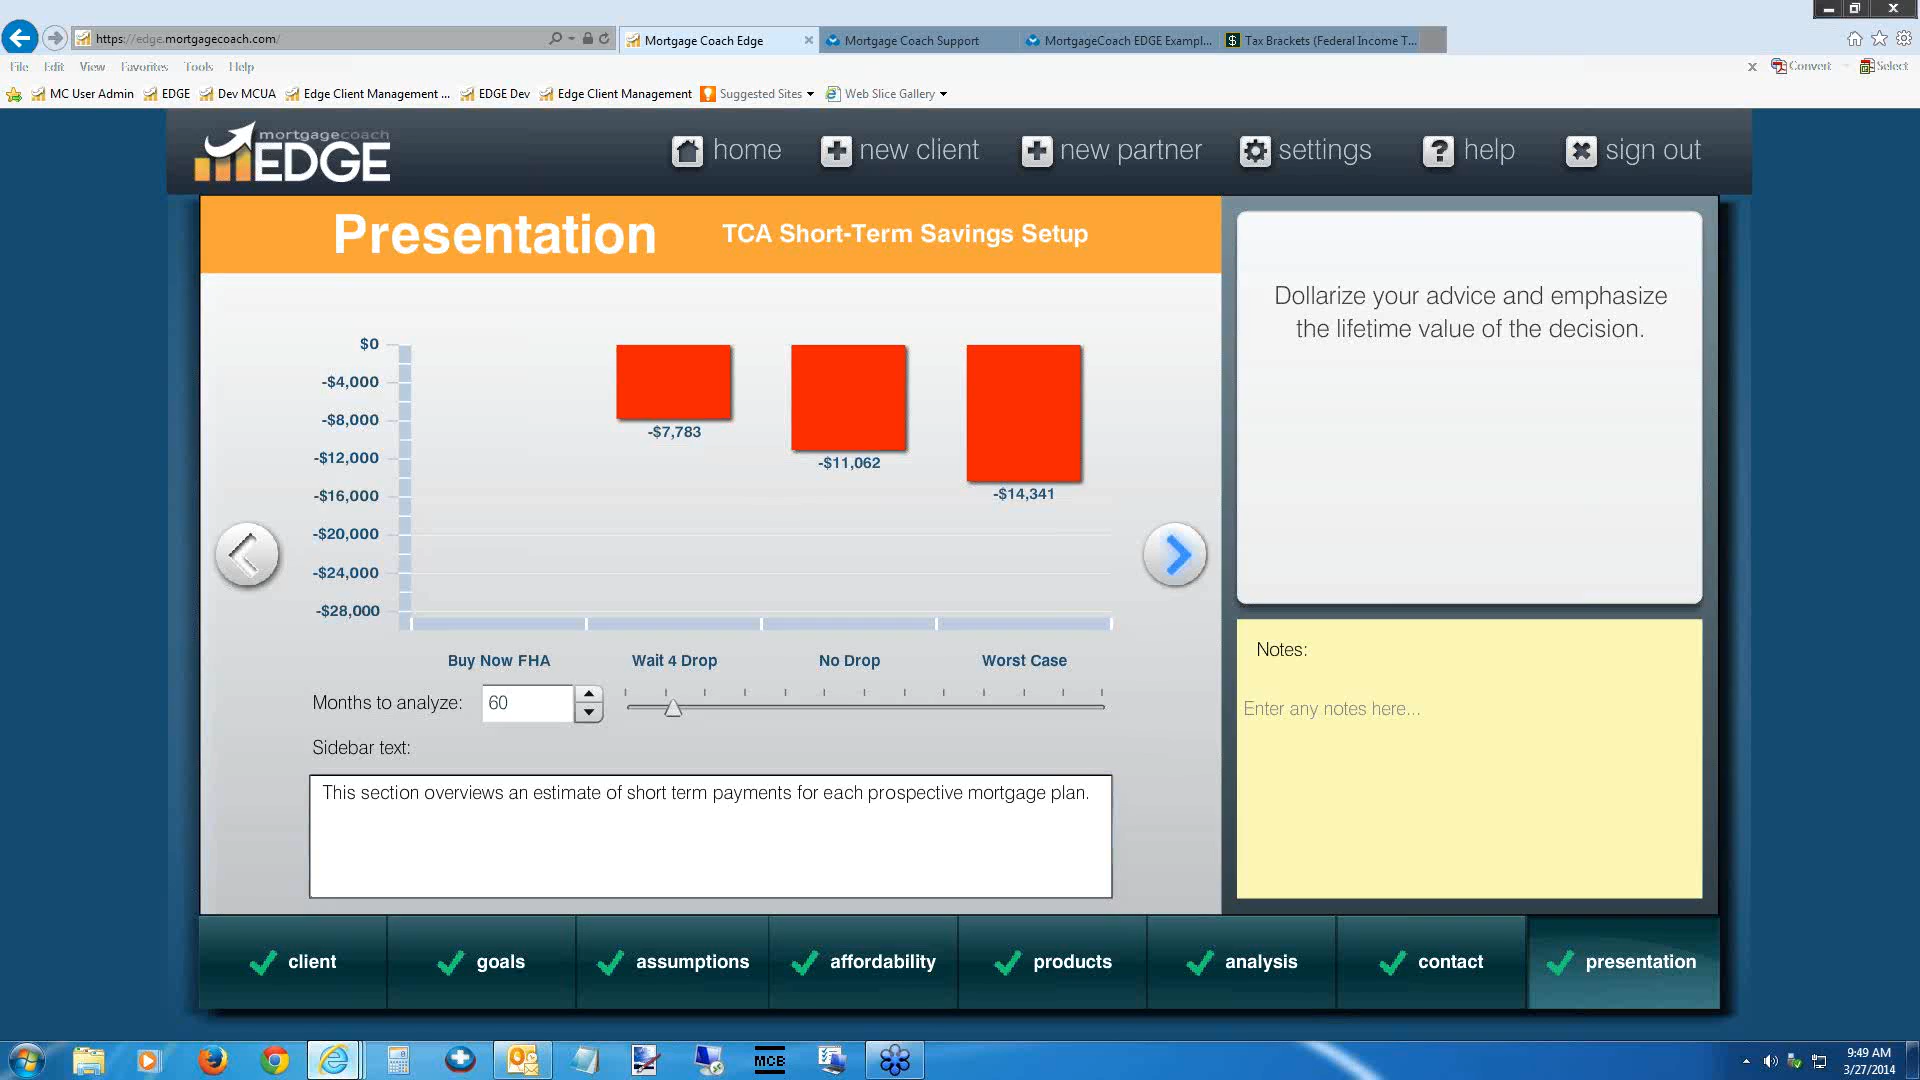 https://edge.mortgagecoach.com/
Mortgage Coach Edge
Mortgage Coach Support
MortgageCoach EDGE Exampl...
Tax Brackets (Federal Income T...
File Edit View Favorites Tools Help
Convert
Select
MC User Admin
EDGE
Dev MCUA
Edge Client Management ...
EDGE Dev
Edge Client Management
Suggested Sites
Web Slice Gallery
mortgagecoach
EDGE
home
new client
new partner
settings
help
sign out
Presentation
TCA Short-Term Savings Setup
Dollarize your advice and emphasize
the lifetime value of the decision.
$0
-$4,000
-$8,000
-$12,000
-$16,000
-$20,000
-$24,000
-$28,000
-$7,783
-$11,062
-$14,341
Buy Now FHA
Wait 4 Drop
No Drop
Worst Case
Months to analyze: 60
Sidebar text:
This section overviews an estimate of short term payments for each prospective mortgage plan.
Notes:
Enter any notes here...
client
goals
assumptions
affordability
products
analysis
contact
presentation
MCB
9:49 AM
3/27/2014